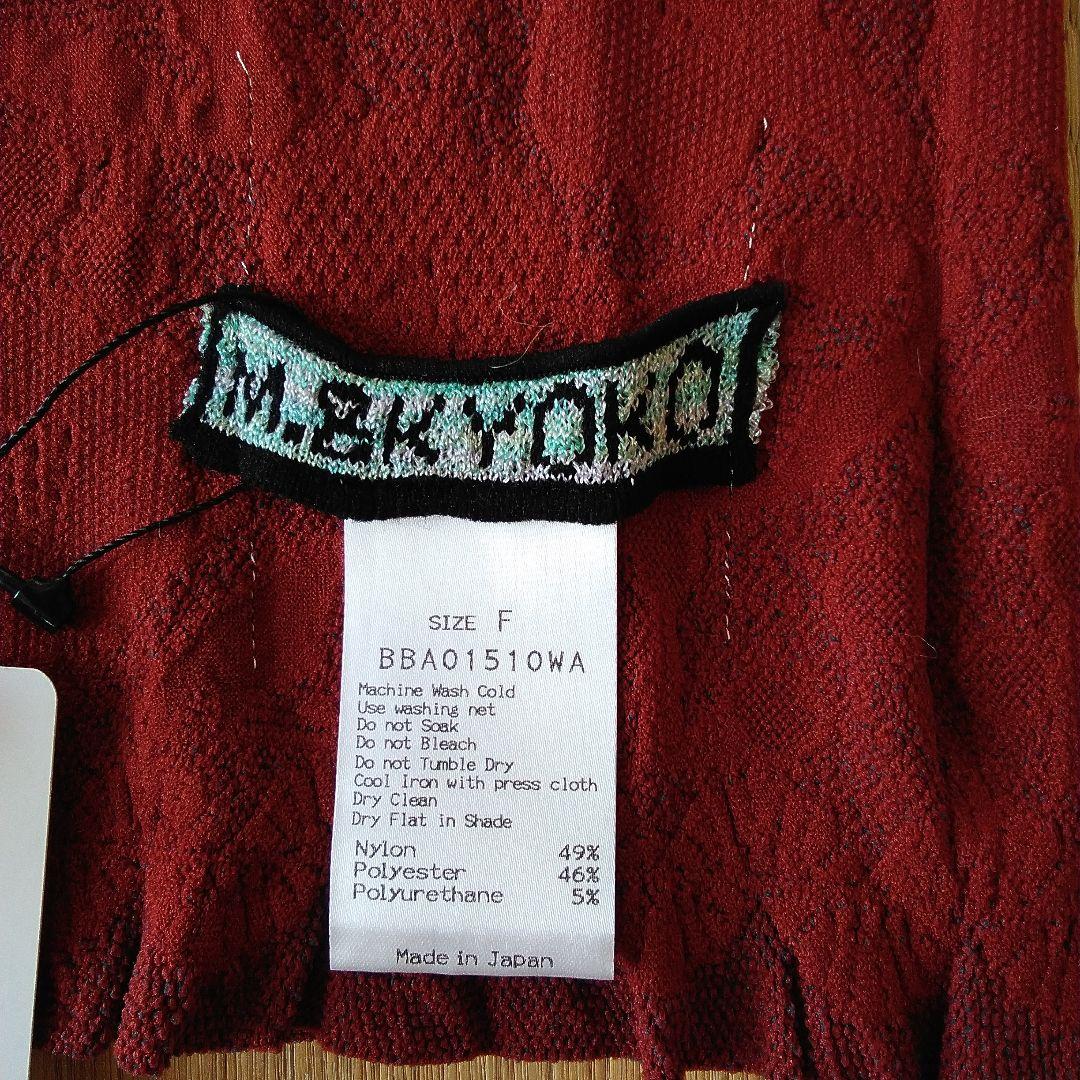 M.&KYOKO
SIZE F
BBA01510WA
Machine Wash Cold
Use washing net
Do not Soak
Do not Bleach
Do not Tumble Dry
Cool Iron with press cloth
Dry Clean
Dry Flat in Shade
Nylon 49%
Polyester 46%
Polyurethane 5%
Made in Japan